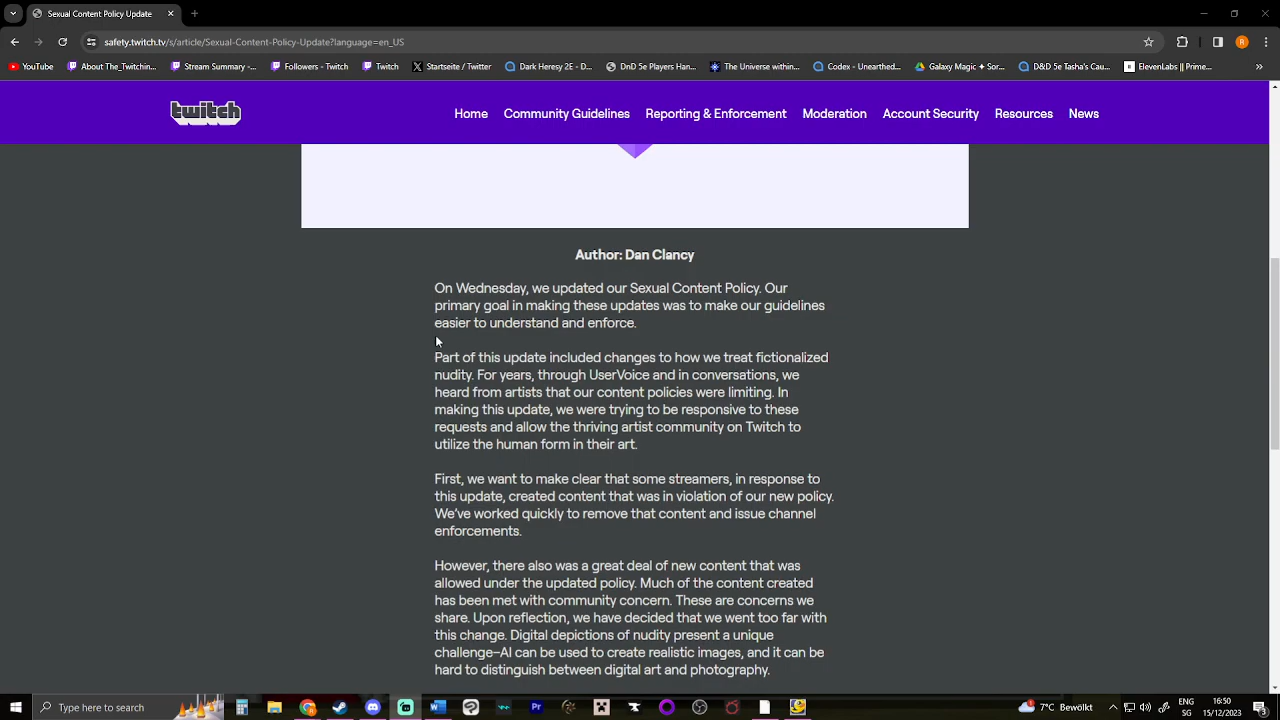 Sexual Content Policy Update
safety.twitch.tv/s/article/Sexual-Content-Policy-Update?language=en_US
R
YouTube
About The_Twitchin...
Stream Summary -...
Followers - Twitch
Twitch
Startseite / Twitter
Dark Heresy 2E - D...
DnD 5e Players Han...
The Universe within...
Codex - Unearthed...
Galaxy Magic ✦ Sor...
D&D 5e Tasha's Cau...
ElevenLabs || Prime...
twitch
Home
Community Guidelines
Reporting & Enforcement
Moderation
Account Security
Resources
News
Author: Dan Clancy
On Wednesday, we updated our Sexual Content Policy. Our
primary goal in making these updates was to make our guidelines
easier to understand and enforce.
Part of this update included changes to how we treat fictionalized
nudity. For years, through UserVoice and in conversations, we
heard from artists that our content policies were limiting. In
making this update, we were trying to be responsive to these
requests and allow the thriving artist community on Twitch to
utilize the human form in their art.
First, we want to make clear that some streamers, in response to
this update, created content that was in violation of our new policy.
We've worked quickly to remove that content and issue channel
enforcements.
However, there also was a great deal of new content that was
allowed under the updated policy. Much of the content created
has been met with community concern. These are concerns we
share. Upon reflection, we have decided that we went too far with
this change. Digital depictions of nudity present a unique
challenge–AI can be used to create realistic images, and it can be
hard to distinguish between digital art and photography.
Type here to search
Pr
7°C Bewölkt
ENG
SG
16:50
15/12/2023
3